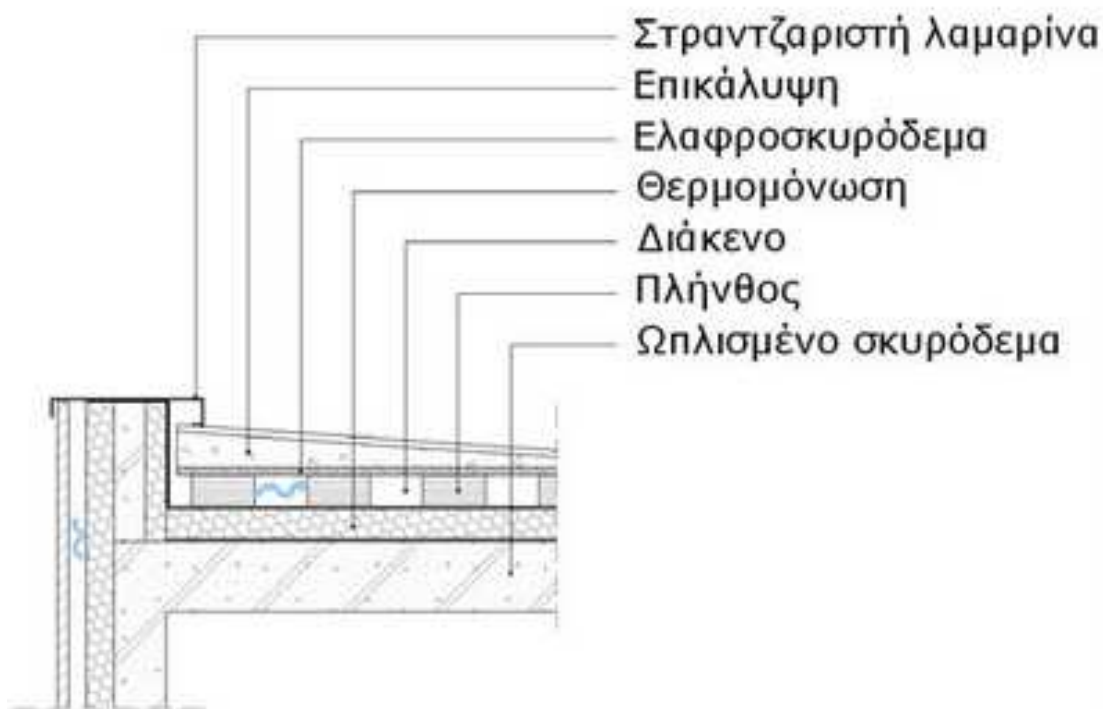 Στραντζαριστή λαμαρίνα
Επικάλυψη
Ελαφροσκυρόδεμα
Θερμομόνωση
Διάκενο
Πλήνθος
Ωπλισμένο σκυρόδεμα